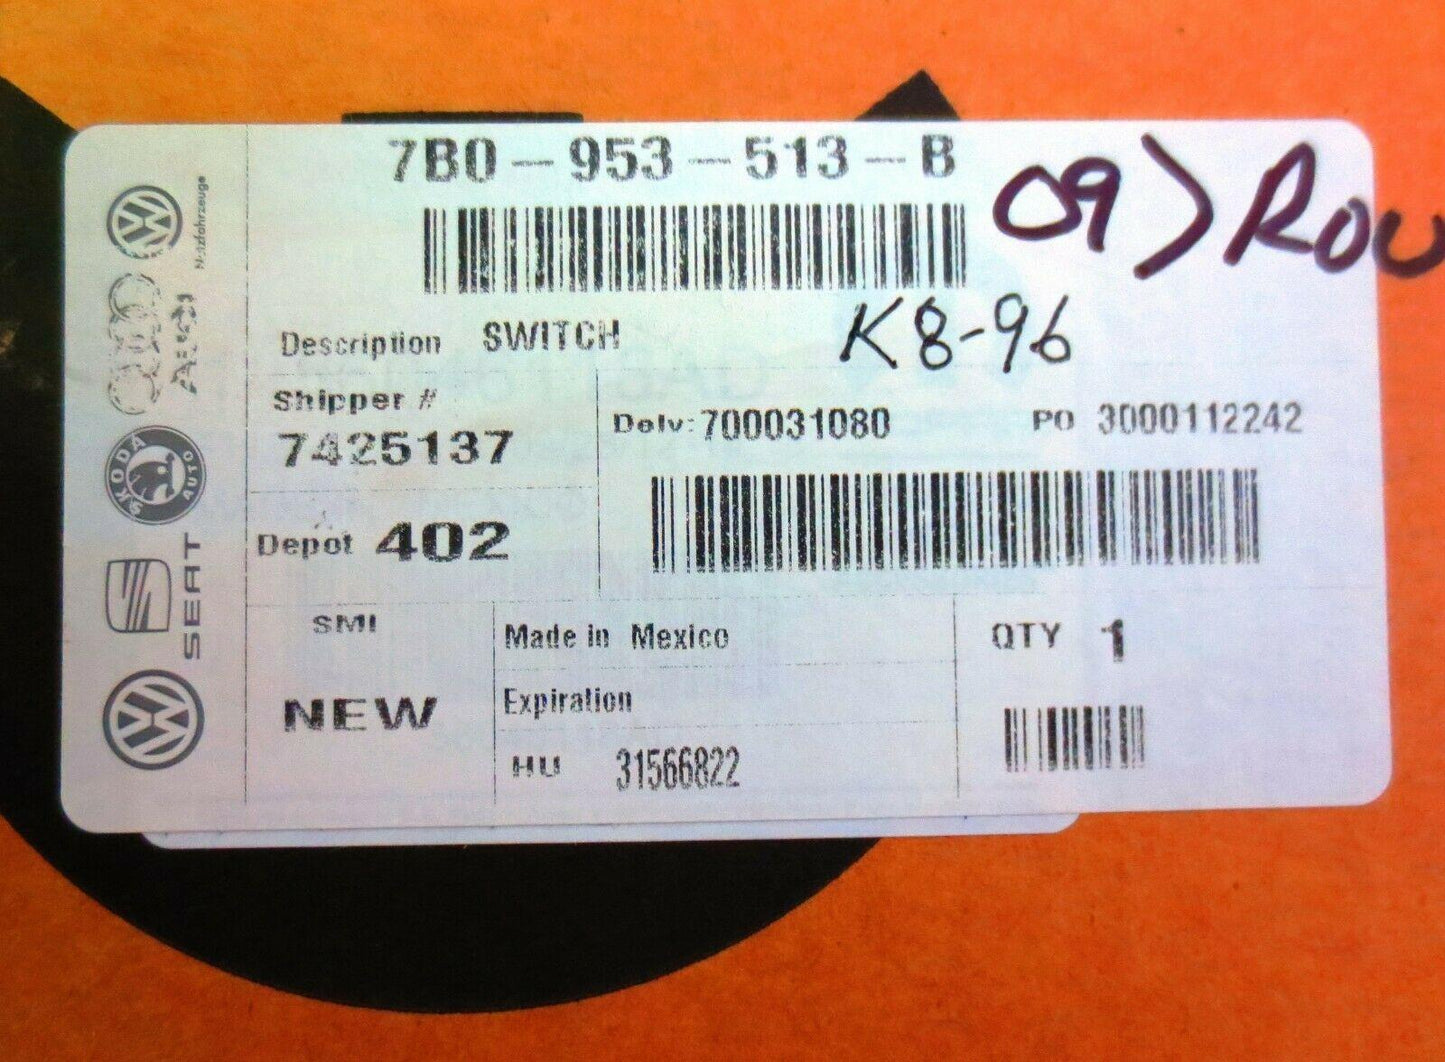 7B0-953-513-B
09> ROU
Description SWITCH
K8-96
Shipper #
7425137
Delv: 700031080 PO 3000112242
Depot 402
SMI
NEW
Made in Mexico
Expiration
HU 31566822
QTY 1
Nutzfahrzeuge
Audi
SKODA
AUTO
SEAT